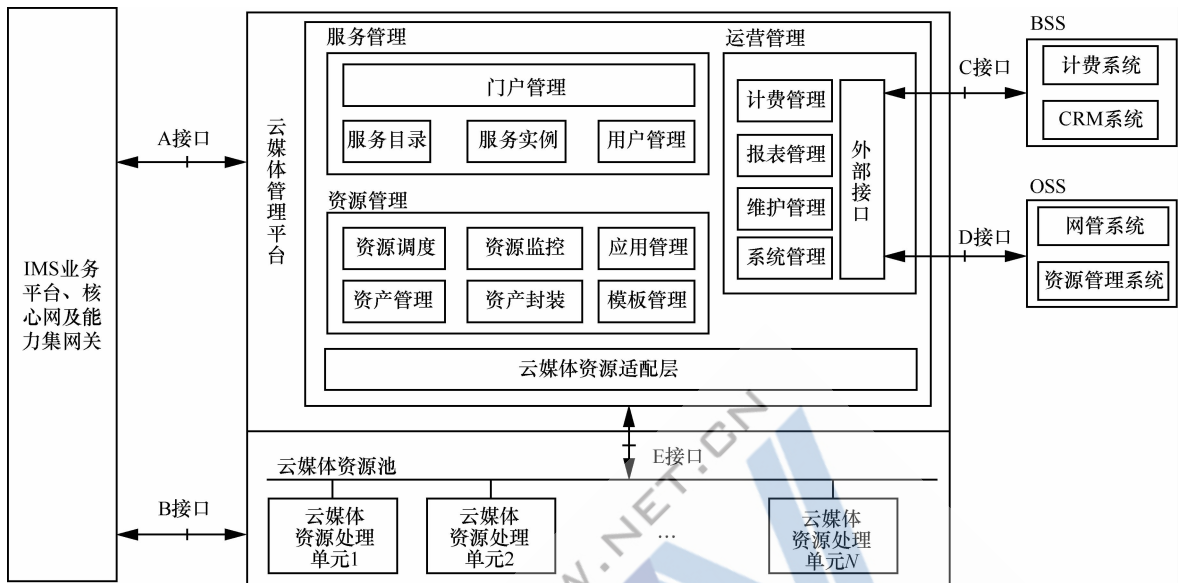 IMS业务
平台、核
心网及能
力集网关
A接口
B接口
云媒体管理平台
服务管理
门户管理
服务目录
服务实例
用户管理
资源管理
资源调度
资源监控
应用管理
资产管理
资产封装
模板管理
运营管理
计费管理
报表管理
维护管理
系统管理
外部接口
云媒体资源适配层
E接口
云媒体资源池
云媒体
资源处理
单元1
云媒体
资源处理
单元2
…
云媒体
资源处理
单元N
C接口
D接口
BSS
计费系统
CRM系统
OSS
网管系统
资源管理系统
W.NET.CN